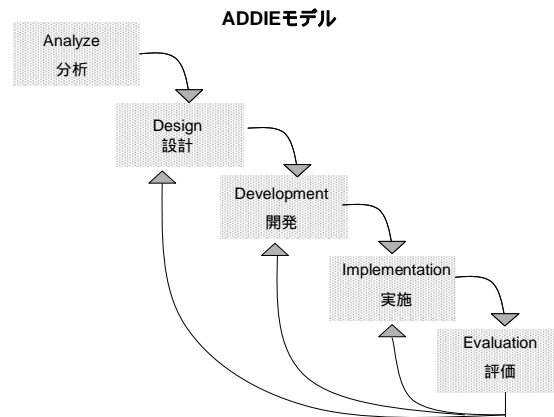 ADDIEモデル
Analyze
分析
Design
設計
Development
開発
Implementation
実施
Evaluation
評価